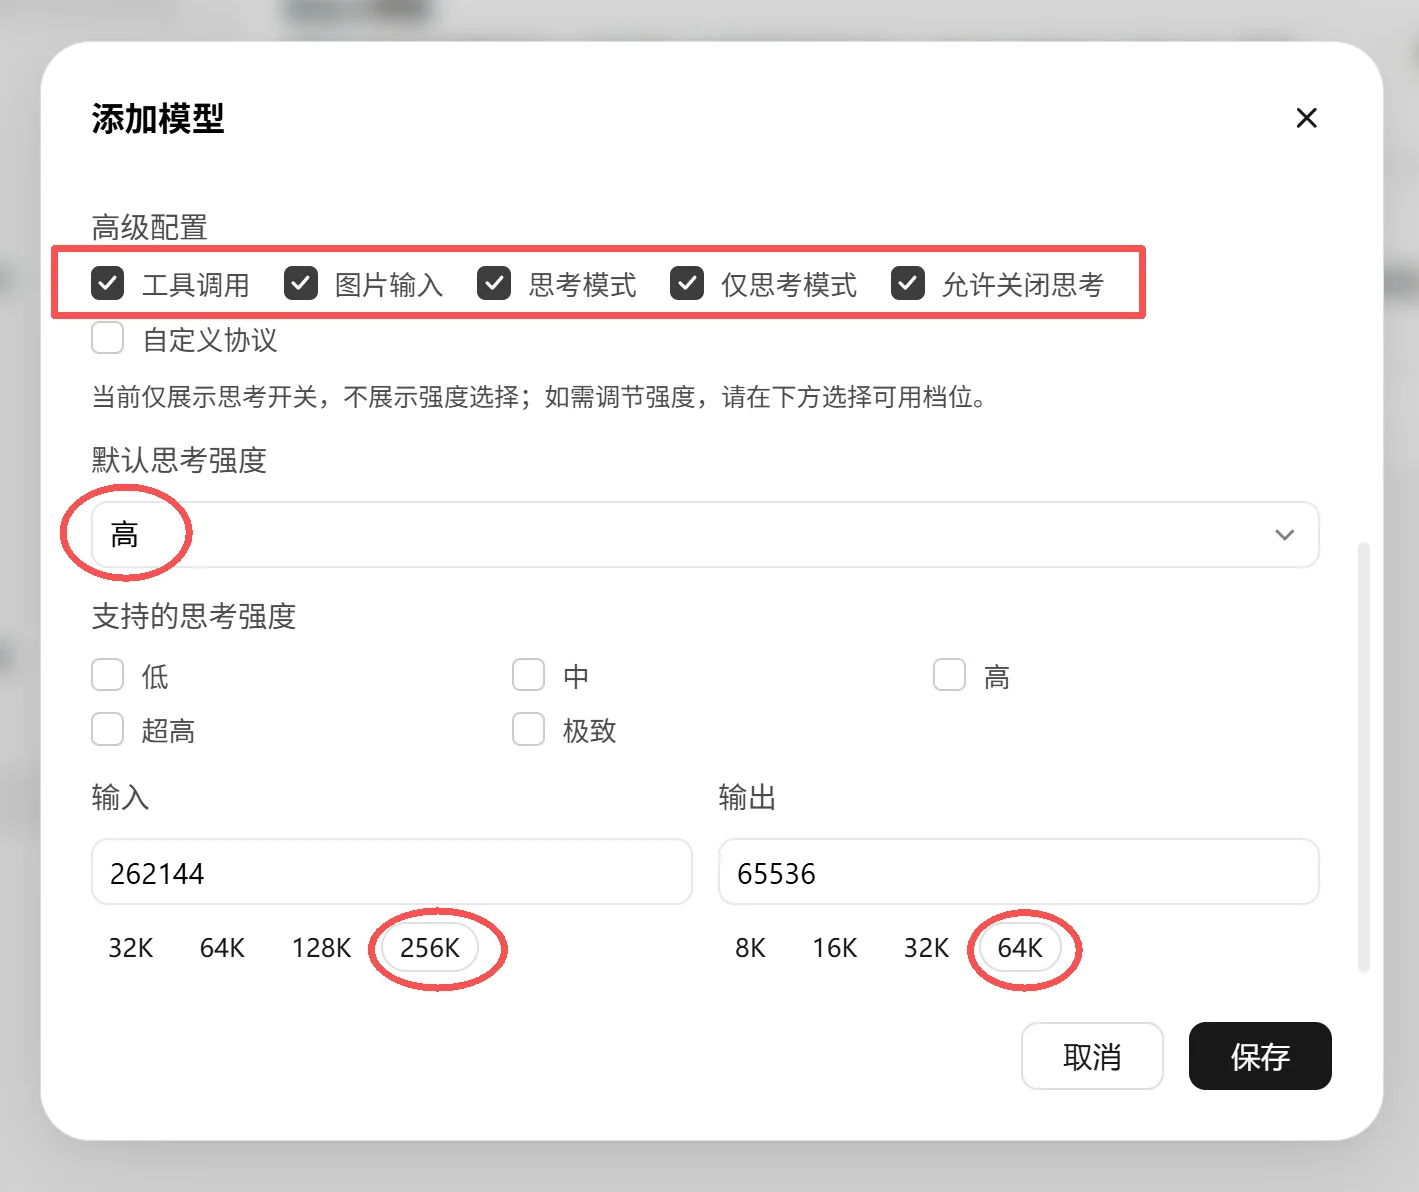 添加模型
高级配置
工具调用 图片输入 思考模式 仅思考模式 允许关闭思考
自定义协议
当前仅展示思考开关，不展示强度选择；如需调节强度，请在下方选择可用档位。
默认思考强度
高
支持的思考强度
低 中 高
超高 极致
输入 输出
262144 65536
32K 64K 128K 256K 8K 16K 32K 64K
取消 保存